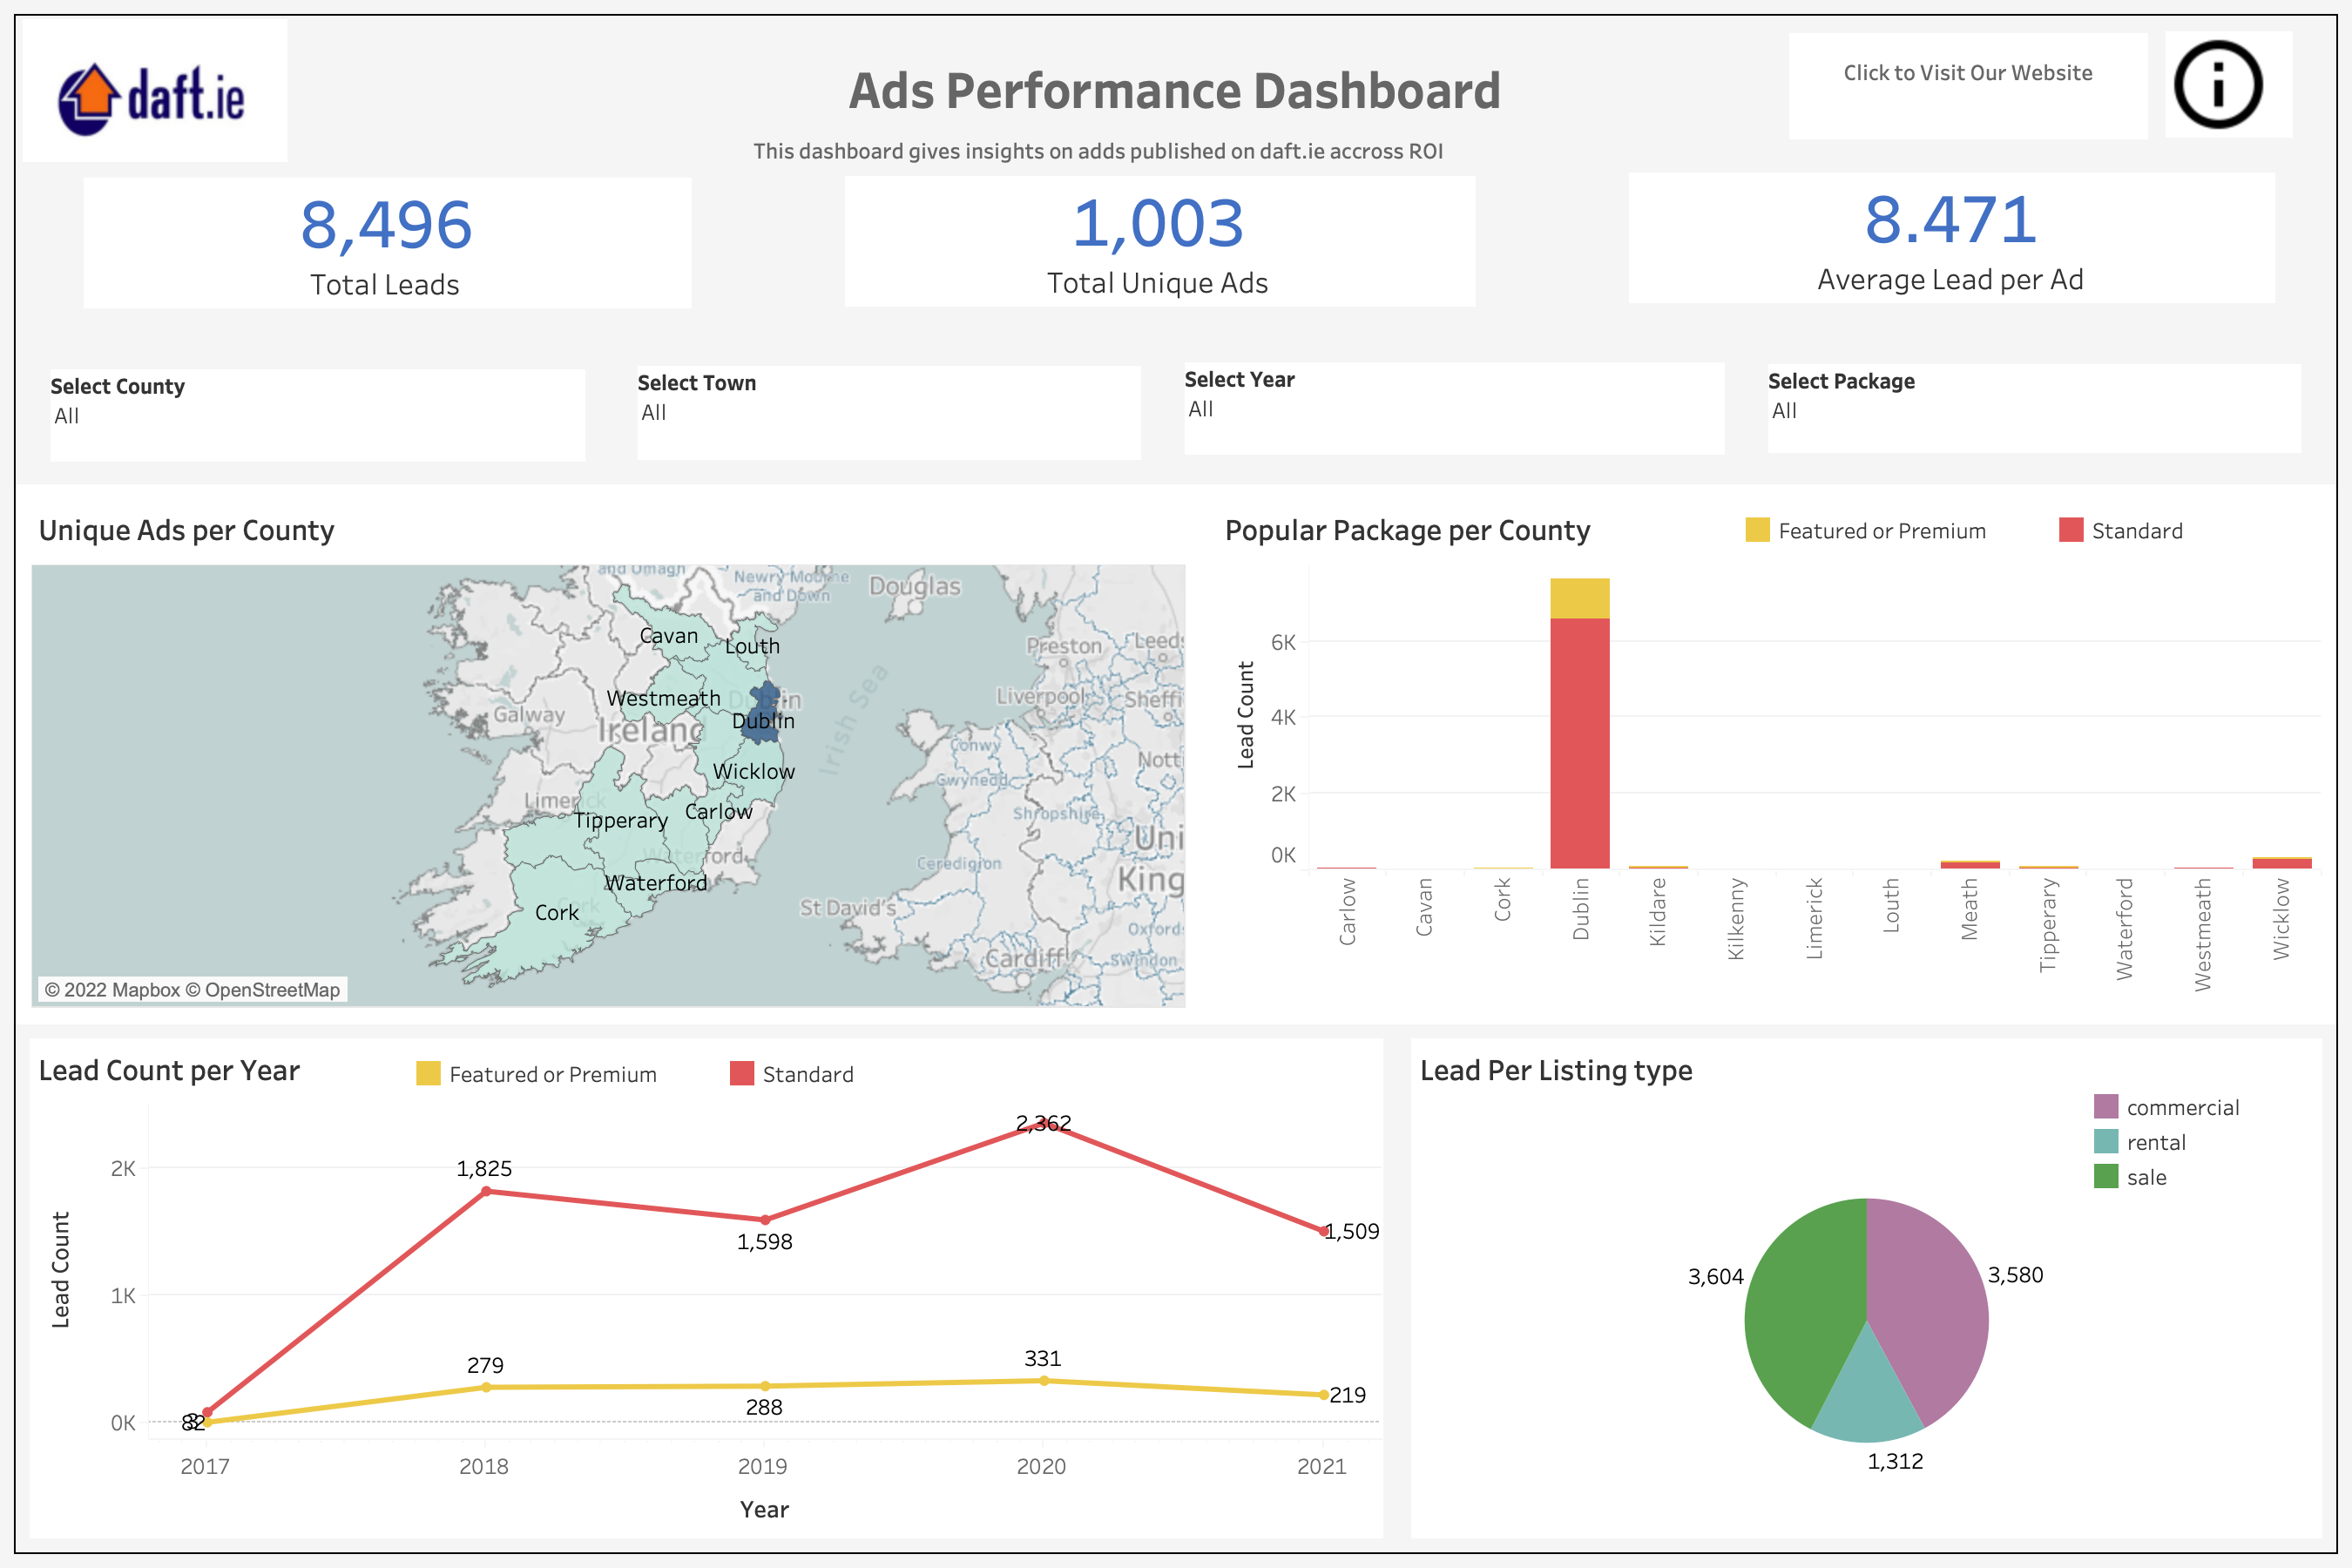 daft.ie
Ads Performance Dashboard
Click to Visit Our Website
This dashboard gives insights on adds published on daft.ie accross ROI
8,496
Total Leads
1,003
Total Unique Ads
8.471
Average Lead per Ad
Select County
All
Select Town
All
Select Year
All
Select Package
All
Unique Ads per County
and Omagh
Newry Mourne
and Down
Douglas
Cavan
Louth
Preston
Leeds
Westmeath
Dublin
Liverpool
Sheffi
Galway
Ireland
Dublin
Irish Sea
Conwy
Nott
Wicklow
Gwynedd
Limerick
Carlow
Shropshire
Tipperary
Uni
Waterford
Ceredigion
King
Waterford
Cork
Cork
St David's
Oxford
Cardiff
Swindon
© 2022 Mapbox © OpenStreetMap
Popular Package per County
Featured or Premium
Standard
Lead Count
6K
4K
2K
0K
Carlow
Cavan
Cork
Dublin
Kildare
Kilkenny
Limerick
Louth
Meath
Tipperary
Waterford
Westmeath
Wicklow
Lead Count per Year
Featured or Premium
Standard
Lead Count
2K
1K
0K
1,825
1,598
2,362
1,509
279
288
331
219
82
3
2017
2018
2019
2020
2021
Year
Lead Per Listing type
commercial
rental
sale
3,604
3,580
1,312